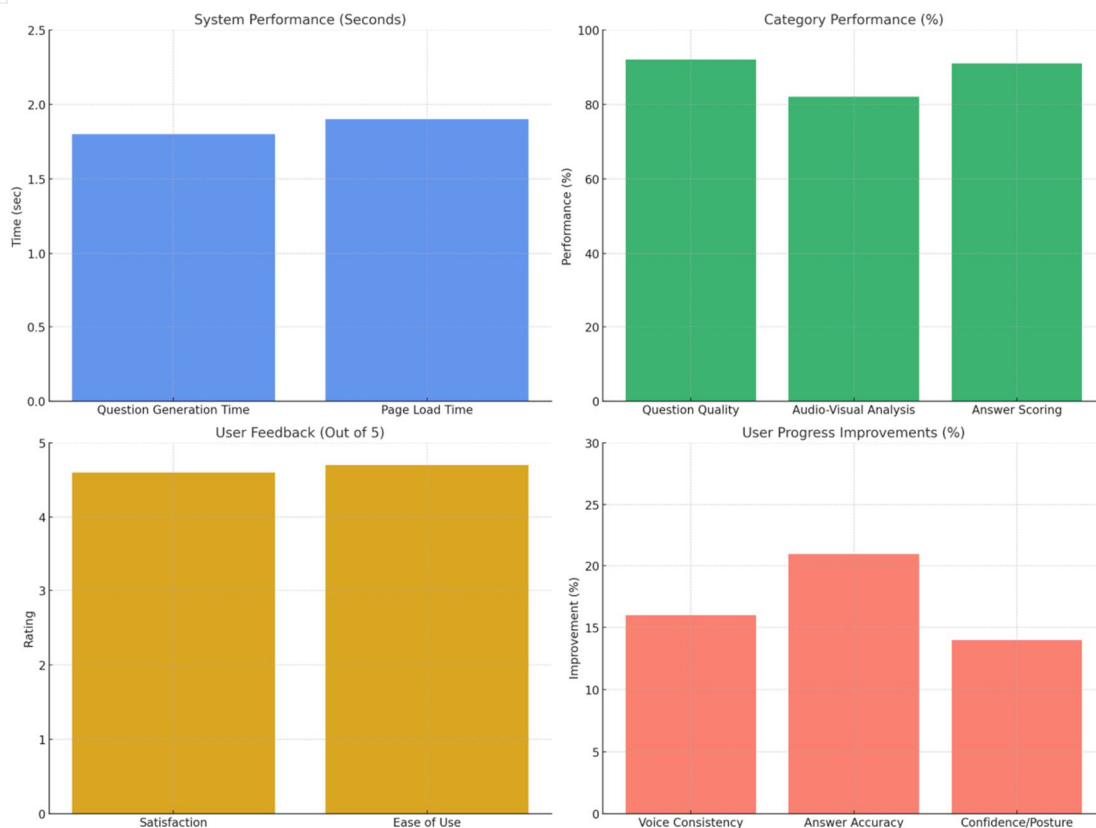 System Performance (Seconds)
2.5
2.0
1.5
1.0
0.5
0.0
Time (sec)
Question Generation Time
Page Load Time
Category Performance (%)
100
80
60
40
20
0
Performance (%)
Question Quality
Audio-Visual Analysis
Answer Scoring
User Feedback (Out of 5)
5
4
3
2
1
0
Rating
Satisfaction
Ease of Use
User Progress Improvements (%)
30
25
20
15
10
5
0
Improvement (%)
Voice Consistency
Answer Accuracy
Confidence/Posture